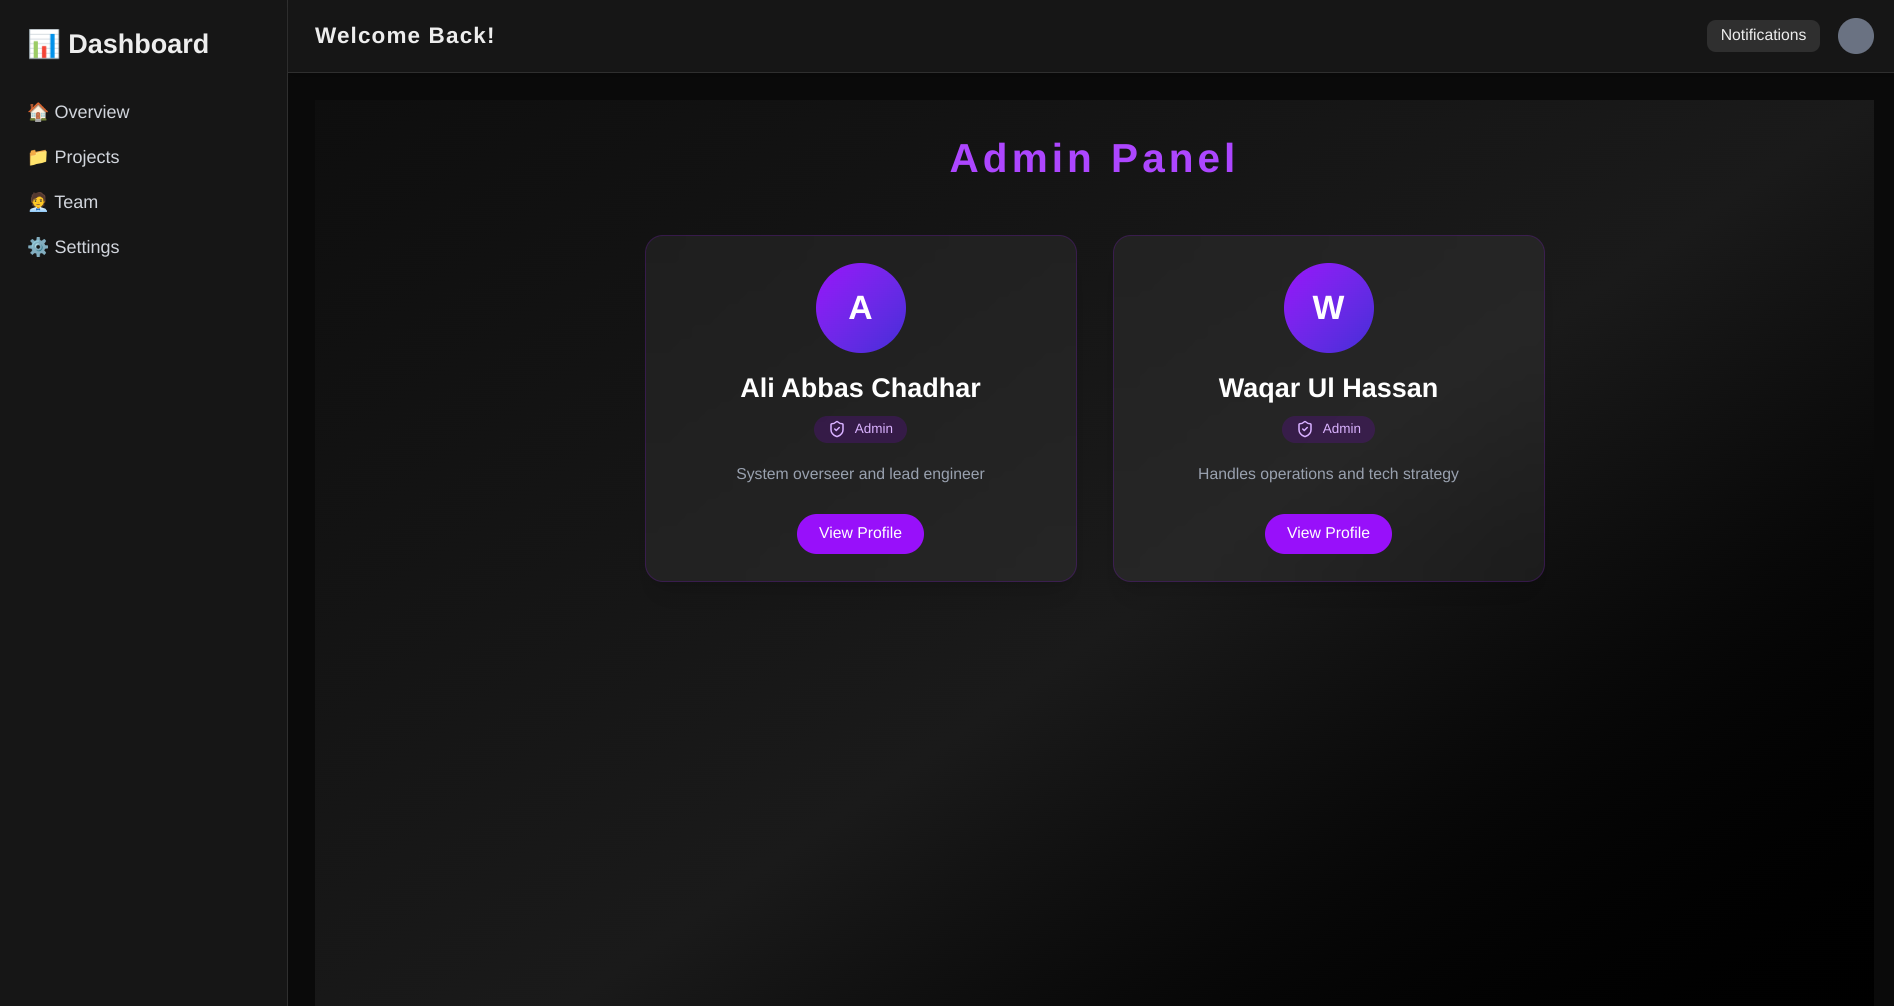 📊 Dashboard
🏠 Overview
📁 Projects
🧑‍💼 Team
⚙️ Settings
Welcome Back!
Notifications
Admin Panel
A
Ali Abbas Chadhar
Admin
System overseer and lead engineer
View Profile
W
Waqar Ul Hassan
Admin
Handles operations and tech strategy
View Profile